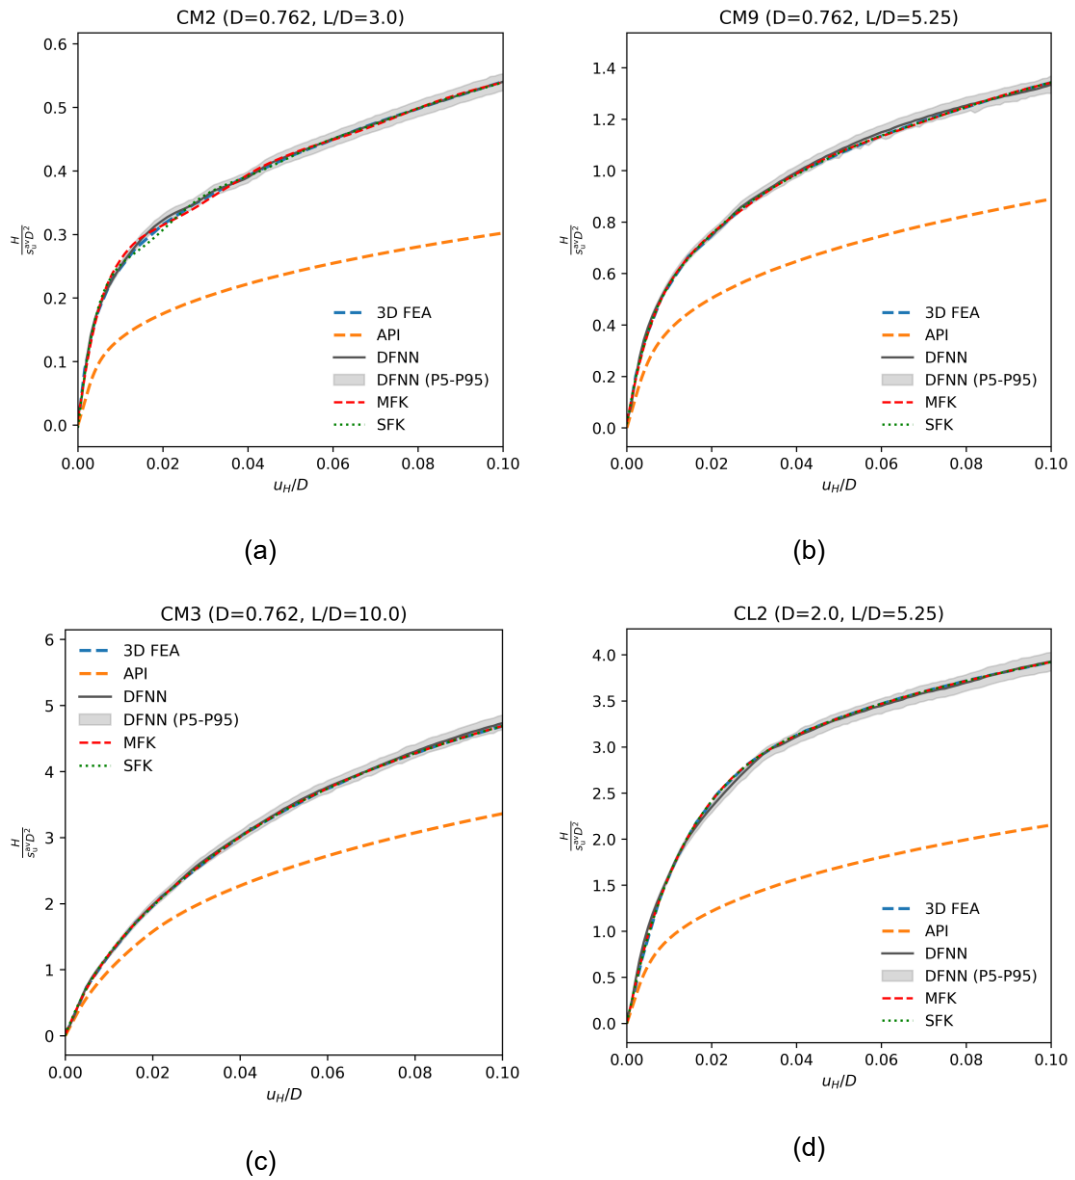 CM2 (D=0.762, L/D=3.0)
0.6
0.5
0.4
0.3
0.2
0.1
0.0
H / s_u^av D^2
3D FEA
API
DFNN
DFNN (P5-P95)
MFK
SFK
0.00 0.02 0.04 0.06 0.08 0.10
u_H/D
(a)
CM9 (D=0.762, L/D=5.25)
1.4
1.2
1.0
0.8
0.6
0.4
0.2
0.0
H / s_u^av D^2
3D FEA
API
DFNN
DFNN (P5-P95)
MFK
SFK
0.00 0.02 0.04 0.06 0.08 0.10
u_H/D
(b)
CM3 (D=0.762, L/D=10.0)
6
5
4
3
2
1
0
H / s_u^av D^2
3D FEA
API
DFNN
DFNN (P5-P95)
MFK
SFK
0.00 0.02 0.04 0.06 0.08 0.10
u_H/D
(c)
CL2 (D=2.0, L/D=5.25)
4.0
3.5
3.0
2.5
2.0
1.5
1.0
0.5
0.0
H / s_u^av D^2
3D FEA
API
DFNN
DFNN (P5-P95)
MFK
SFK
0.00 0.02 0.04 0.06 0.08 0.10
u_H/D
(d)